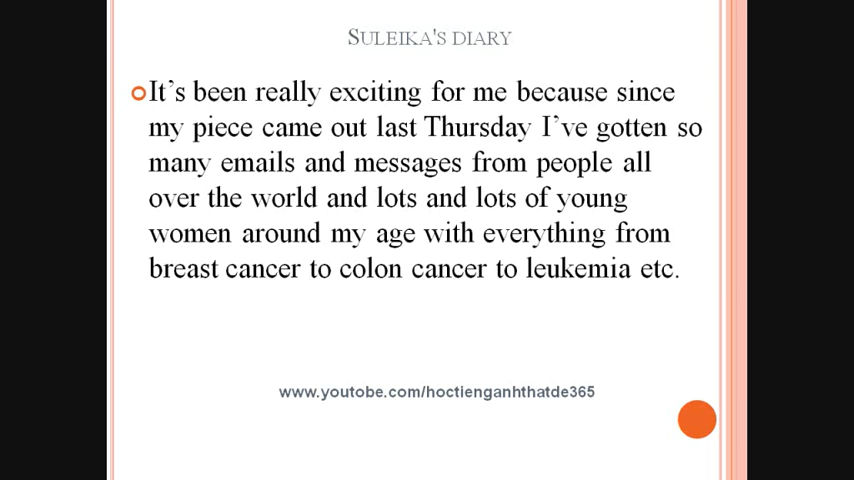 SULEIKA'S DIARY
It’s been really exciting for me because since
my piece came out last Thursday I’ve gotten so
many emails and messages from people all
over the world and lots and lots of young
women around my age with everything from
breast cancer to colon cancer to leukemia etc.
www.youtube.com/hoctienganhthatde365